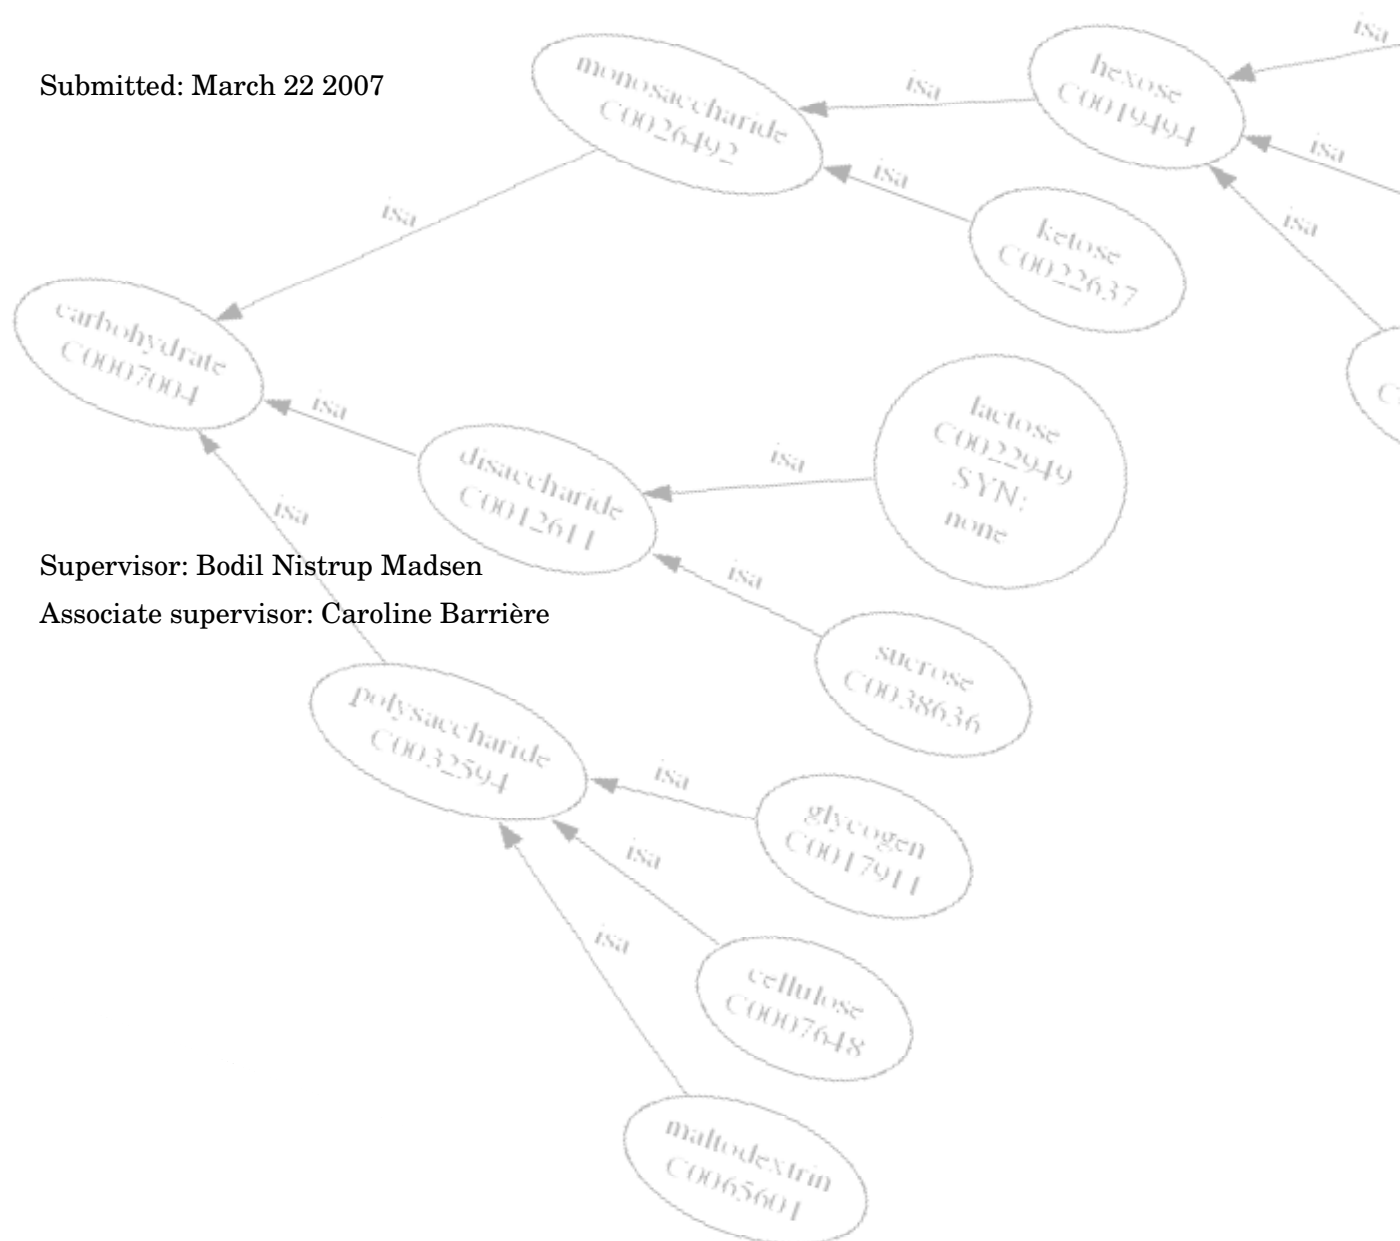 isa
Submitted: March 22 2007
monosaccharide
C0026492
isa
hexose
C0019494
isa
isa
isa
ketose
C0022637
isa
isa
carbohydrate
C0007004
isa
disaccharide
C0012611
isa
lactose
C0022949
SYN:
none
isa
Supervisor: Bodil Nistrup Madsen
Associate supervisor: Caroline Barrière
isa
sucrose
C0038636
polysaccharide
C0032594
isa
glycogen
C0017911
isa
isa
cellulose
C0007648
maltodextrin
C0065601